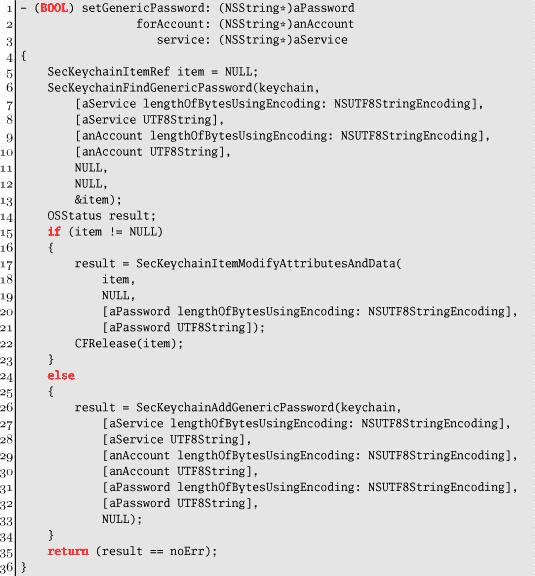 1 - (BOOL) setGenericPassword: (NSString*)aPassword
2 forAccount: (NSString*)anAccount
3 service: (NSString*)aService
4 {
5 SecKeychainItemRef item = NULL;
6 SecKeychainFindGenericPassword(keychain,
7 [aService lengthOfBytesUsingEncoding: NSUTF8StringEncoding],
8 [aService UTF8String],
9 [anAccount lengthOfBytesUsingEncoding: NSUTF8StringEncoding],
10 [anAccount UTF8String],
11 NULL,
12 NULL,
13 &item);
14 OSStatus result;
15 if (item != NULL)
16 {
17 result = SecKeychainItemModifyAttributesAndData(
18 item,
19 NULL,
20 [aPassword lengthOfBytesUsingEncoding: NSUTF8StringEncoding],
21 [aPassword UTF8String]);
22 CFRelease(item);
23 }
24 else
25 {
26 result = SecKeychainAddGenericPassword(keychain,
27 [aService lengthOfBytesUsingEncoding: NSUTF8StringEncoding],
28 [aService UTF8String],
29 [anAccount lengthOfBytesUsingEncoding: NSUTF8StringEncoding],
30 [anAccount UTF8String],
31 [aPassword lengthOfBytesUsingEncoding: NSUTF8StringEncoding],
32 [aPassword UTF8String],
33 NULL);
34 }
35 return (result == noErr);
36 }